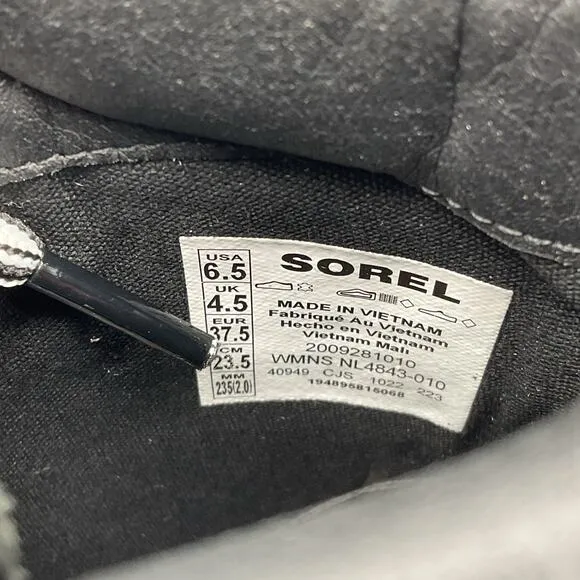 USA
6.5
UK
4.5
EUR
37.5
CM
23.5
MM
235(2.0)
SOREL
MADE IN VIETNAM
Fabriqué Au Vietnam
Hecho en Vietnam
Vietnam Malı
2009281010
WMNS NL4843-010
40949 CJS 1022 223
194895815068